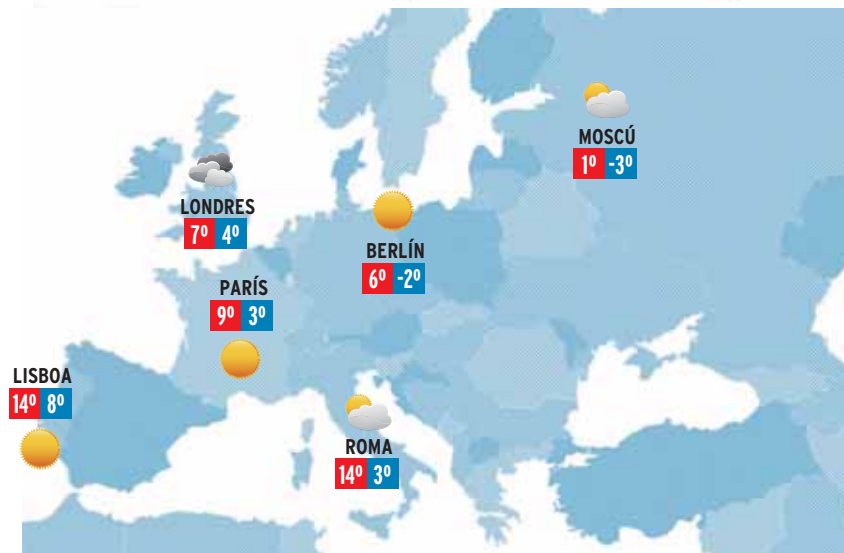 MOSCÚ
1º -3º
LONDRES
7º 4º
BERLÍN
6º -2º
PARÍS
9º 3º
LISBOA
14º 8º
ROMA
14º 3º